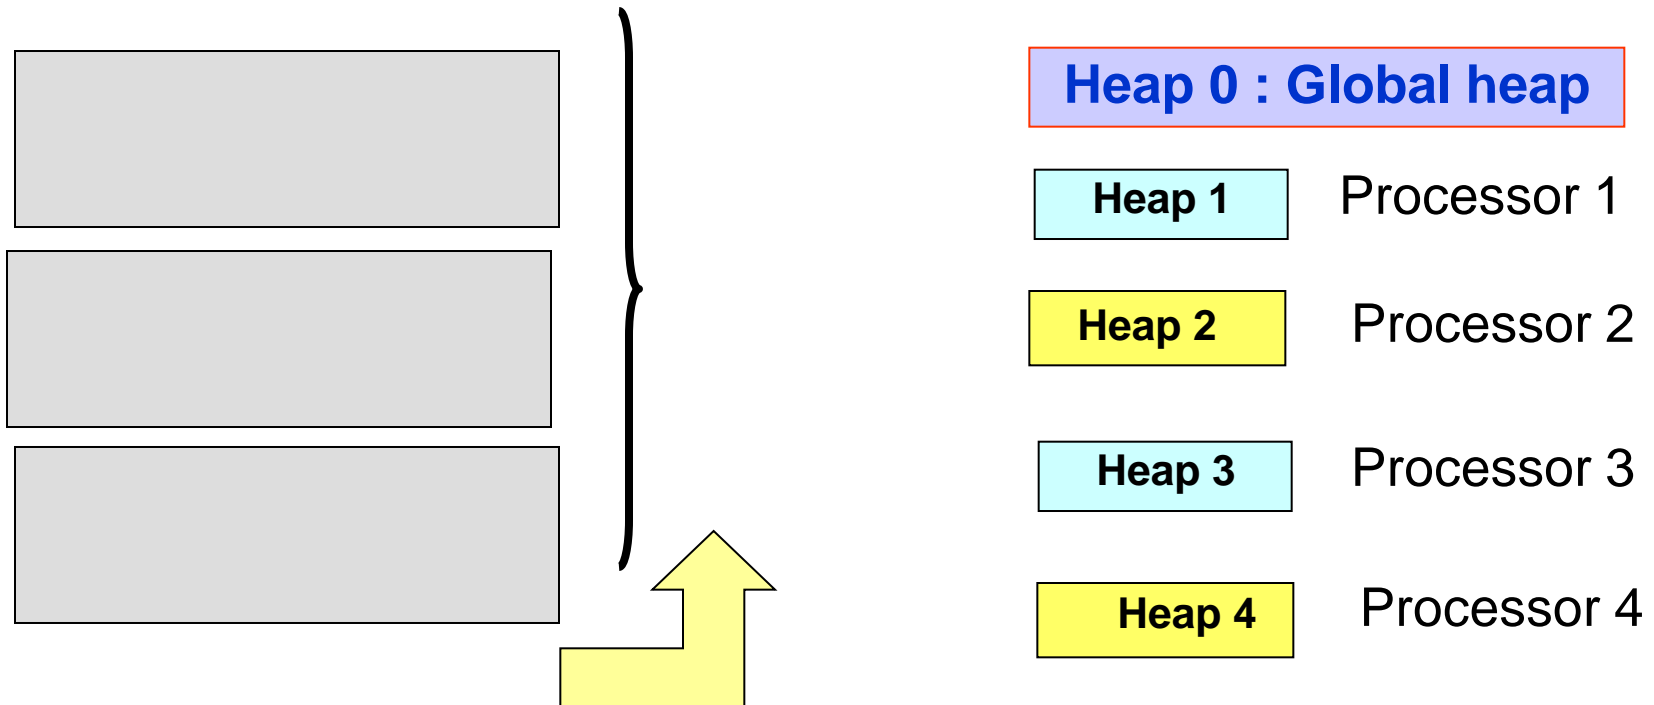 Heap 0 : Global heap
Heap 1 Processor 1
Heap 2 Processor 2
Heap 3 Processor 3
Heap 4 Processor 4